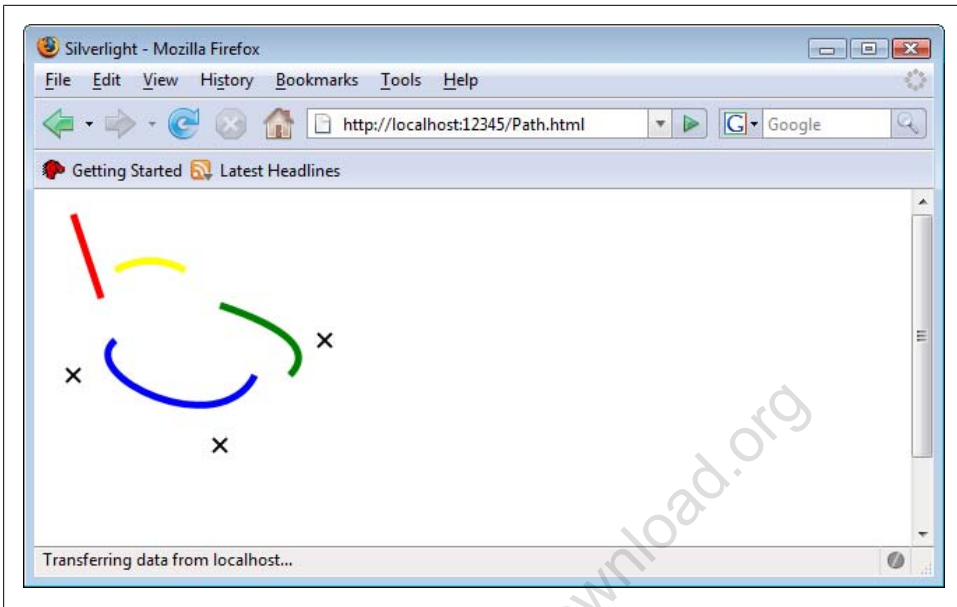 Silverlight - Mozilla Firefox
File Edit View History Bookmarks Tools Help
http://localhost:12345/Path.html G Google
Getting Started Latest Headlines
Transferring data from localhost...